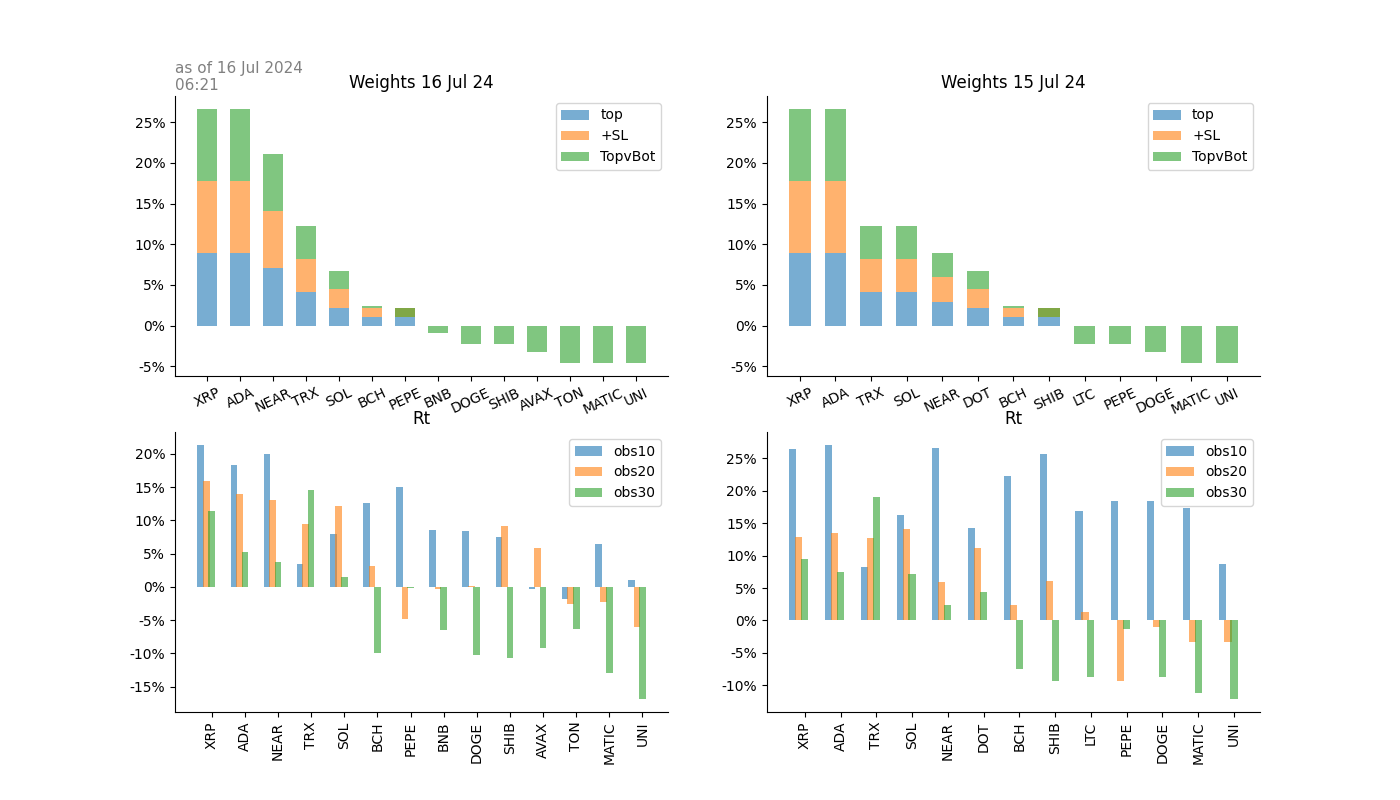 as of 16 Jul 2024
06:21
Weights 16 Jul 24
25%
20%
15%
10%
5%
0%
-5%
top
+SL
TopvBot
XRP ADA NEAR TRX SOL BCH PEPE BNB DOGE SHIB AVAX TON MATIC UNI
Weights 15 Jul 24
25%
20%
15%
10%
5%
0%
-5%
top
+SL
TopvBot
XRP ADA TRX SOL NEAR DOT BCH SHIB LTC PEPE DOGE MATIC UNI
Rt
20%
15%
10%
5%
0%
-5%
-10%
-15%
obs10
obs20
obs30
XRP ADA NEAR TRX SOL BCH PEPE BNB DOGE SHIB AVAX TON MATIC UNI
Rt
25%
20%
15%
10%
5%
0%
-5%
-10%
obs10
obs20
obs30
XRP ADA TRX SOL NEAR DOT BCH SHIB LTC PEPE DOGE MATIC UNI